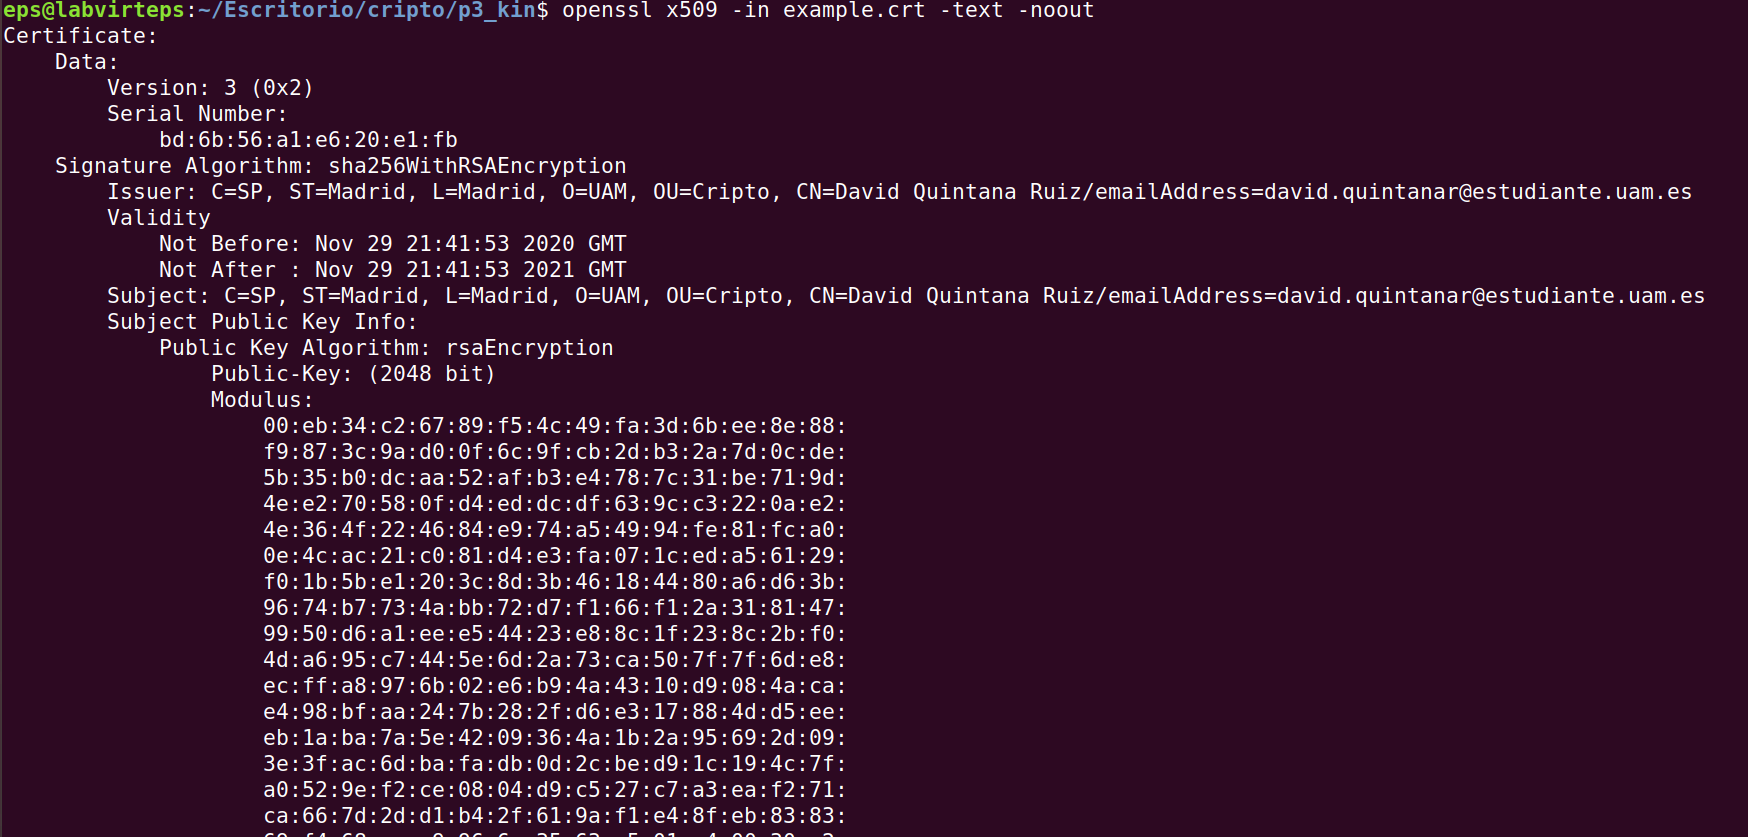 eps@labvirteps:~/Escritorio/cripto/p3_kin$ openssl x509 -in example.crt -text -noout
Certificate:
Data:
Version: 3 (0x2)
Serial Number:
bd:6b:56:a1:e6:20:e1:fb
Signature Algorithm: sha256WithRSAEncryption
Issuer: C=SP, ST=Madrid, L=Madrid, O=UAM, OU=Cripto, CN=David Quintana Ruiz/emailAddress=david.quintanar@estudiante.uam.es
Validity
Not Before: Nov 29 21:41:53 2020 GMT
Not After : Nov 29 21:41:53 2021 GMT
Subject: C=SP, ST=Madrid, L=Madrid, O=UAM, OU=Cripto, CN=David Quintana Ruiz/emailAddress=david.quintanar@estudiante.uam.es
Subject Public Key Info:
Public Key Algorithm: rsaEncryption
Public-Key: (2048 bit)
Modulus:
00:eb:34:c2:67:89:f5:4c:49:fa:3d:6b:ee:8e:88:
f9:87:3c:9a:d0:0f:6c:9f:cb:2d:b3:2a:7d:0c:de:
5b:35:b0:dc:aa:52:af:b3:e4:78:7c:31:be:71:9d:
4e:e2:70:58:0f:d4:ed:dc:df:63:9c:c3:22:0a:e2:
4e:36:4f:22:46:84:e9:74:a5:49:94:fe:81:fc:a0:
0e:4c:ac:21:c0:81:d4:e3:fa:07:1c:ed:a5:61:29:
f0:1b:5b:e1:20:3c:8d:3b:46:18:44:80:a6:d6:3b:
96:74:b7:73:4a:bb:72:d7:f1:66:f1:2a:31:81:47:
99:50:d6:a1:ee:e5:44:23:e8:8c:1f:23:8c:2b:f0:
4d:a6:95:c7:44:5e:6d:2a:73:ca:50:7f:7f:6d:e8:
ec:ff:a8:97:6b:02:e6:b9:4a:43:10:d9:08:4a:ca:
e4:98:bf:aa:24:7b:28:2f:d6:e3:17:88:4d:d5:ee:
eb:1a:ba:7a:5e:42:09:36:4a:1b:2a:95:69:2d:09:
3e:3f:ac:6d:ba:fa:db:0d:2c:be:d9:1c:19:4c:7f:
a0:52:9e:f2:ce:08:04:d9:c5:27:c7:a3:ea:f2:71:
ca:66:7d:2d:d1:b4:2f:61:9a:f1:e4:8f:eb:83:83: